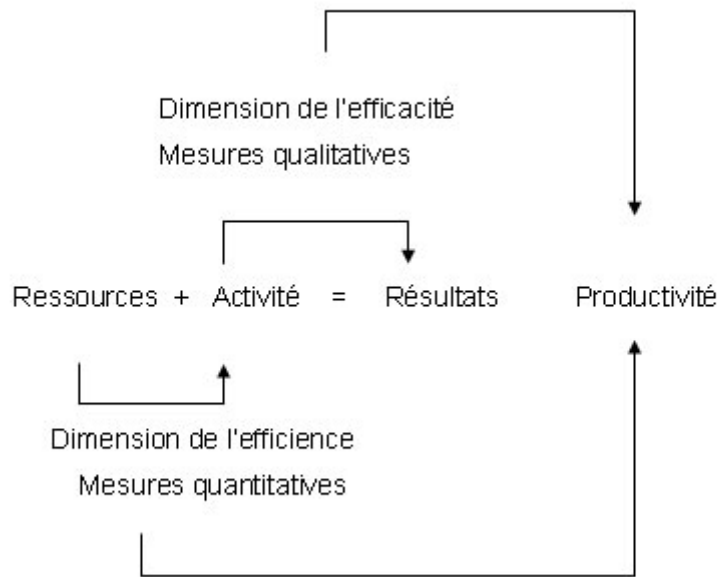 Dimension de l'efficacité
Mesures qualitatives
Ressources + Activité = Résultats Productivité
Dimension de l'efficience
Mesures quantitatives